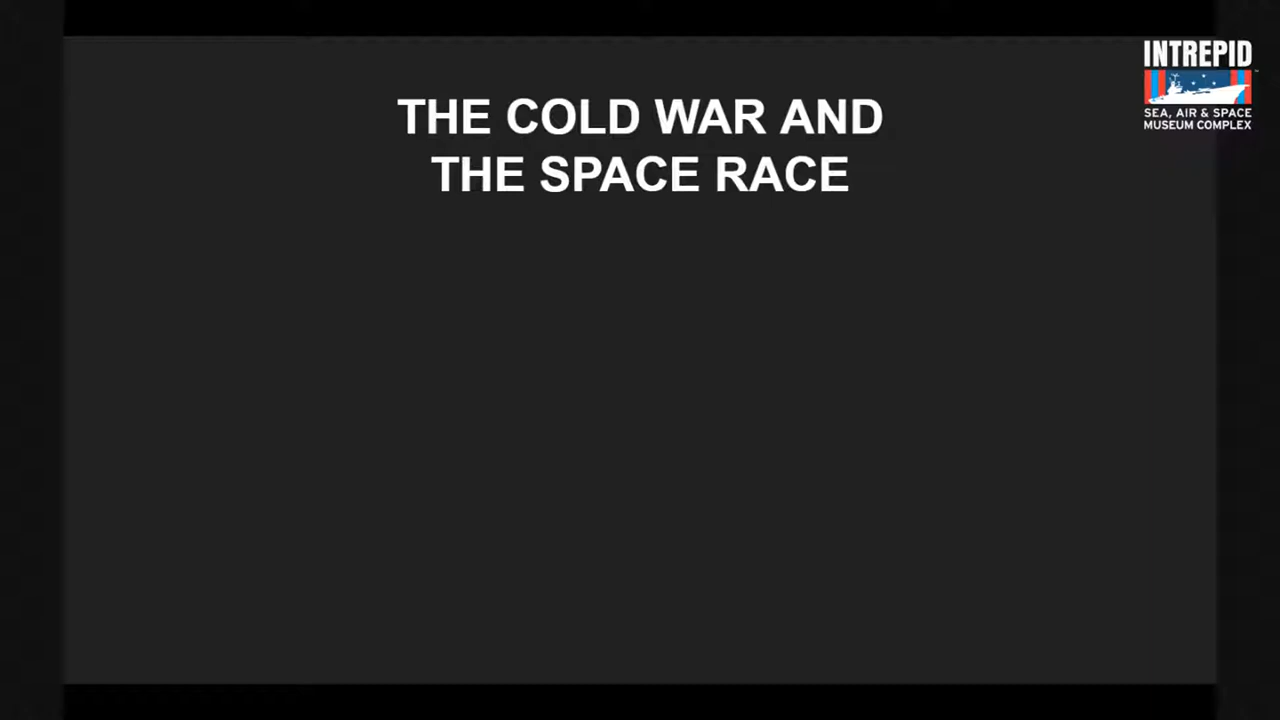 THE COLD WAR AND
THE SPACE RACE
INTREPID
SEA, AIR & SPACE
MUSEUM COMPLEX